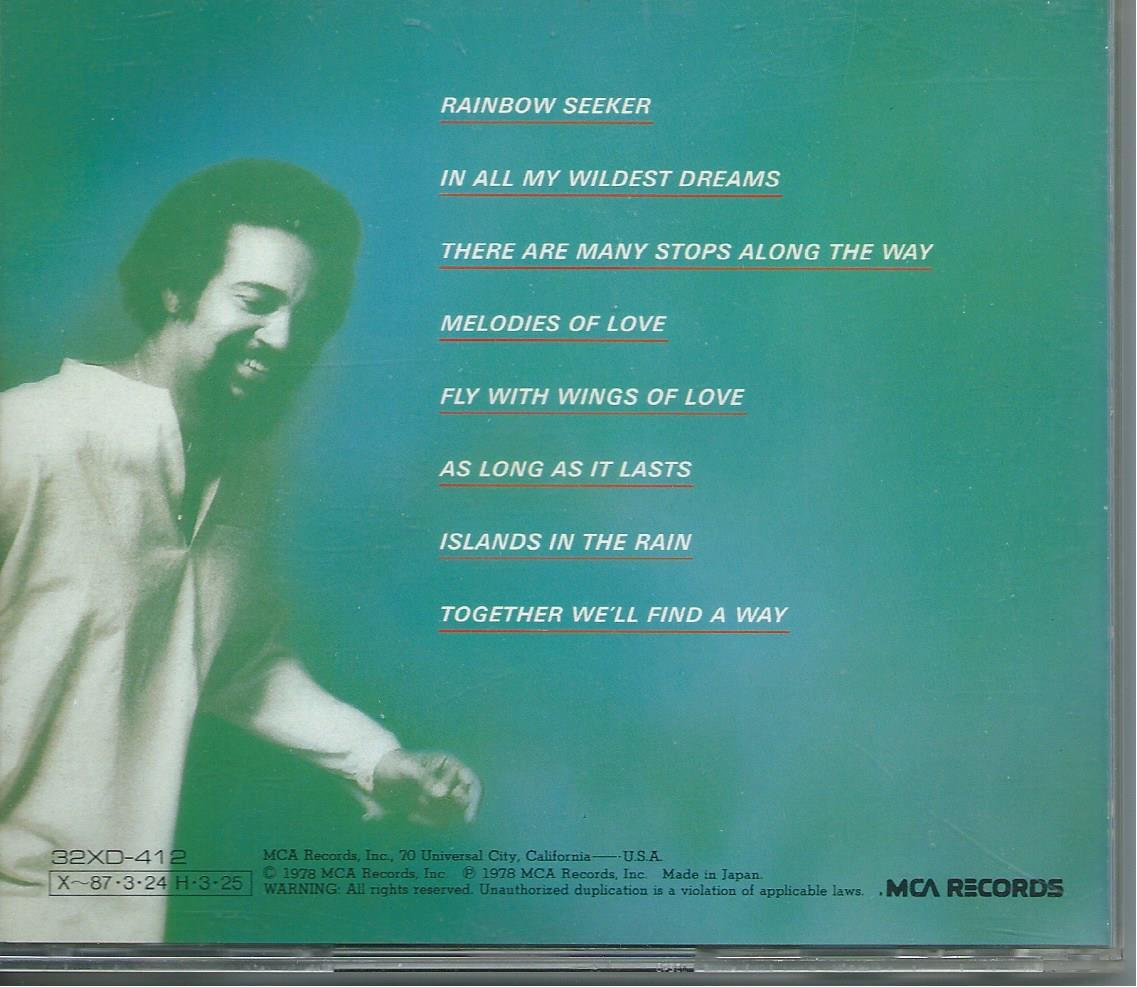 RAINBOW SEEKER
IN ALL MY WILDEST DREAMS
THERE ARE MANY STOPS ALONG THE WAY
MELODIES OF LOVE
FLY WITH WINGS OF LOVE
AS LONG AS IT LASTS
ISLANDS IN THE RAIN
TOGETHER WE'LL FIND A WAY
32XD-412
X〜87・3・24 H・3・25
MCA Records, Inc., 70 Universal City, California——·U.S.A.
© 1978 MCA Records, Inc ℗ 1978 MCA Records, Inc. Made in Japan.
WARNING: All rights reserved. Unauthorized duplication is a violation of applicable laws.
MCA RECORDS